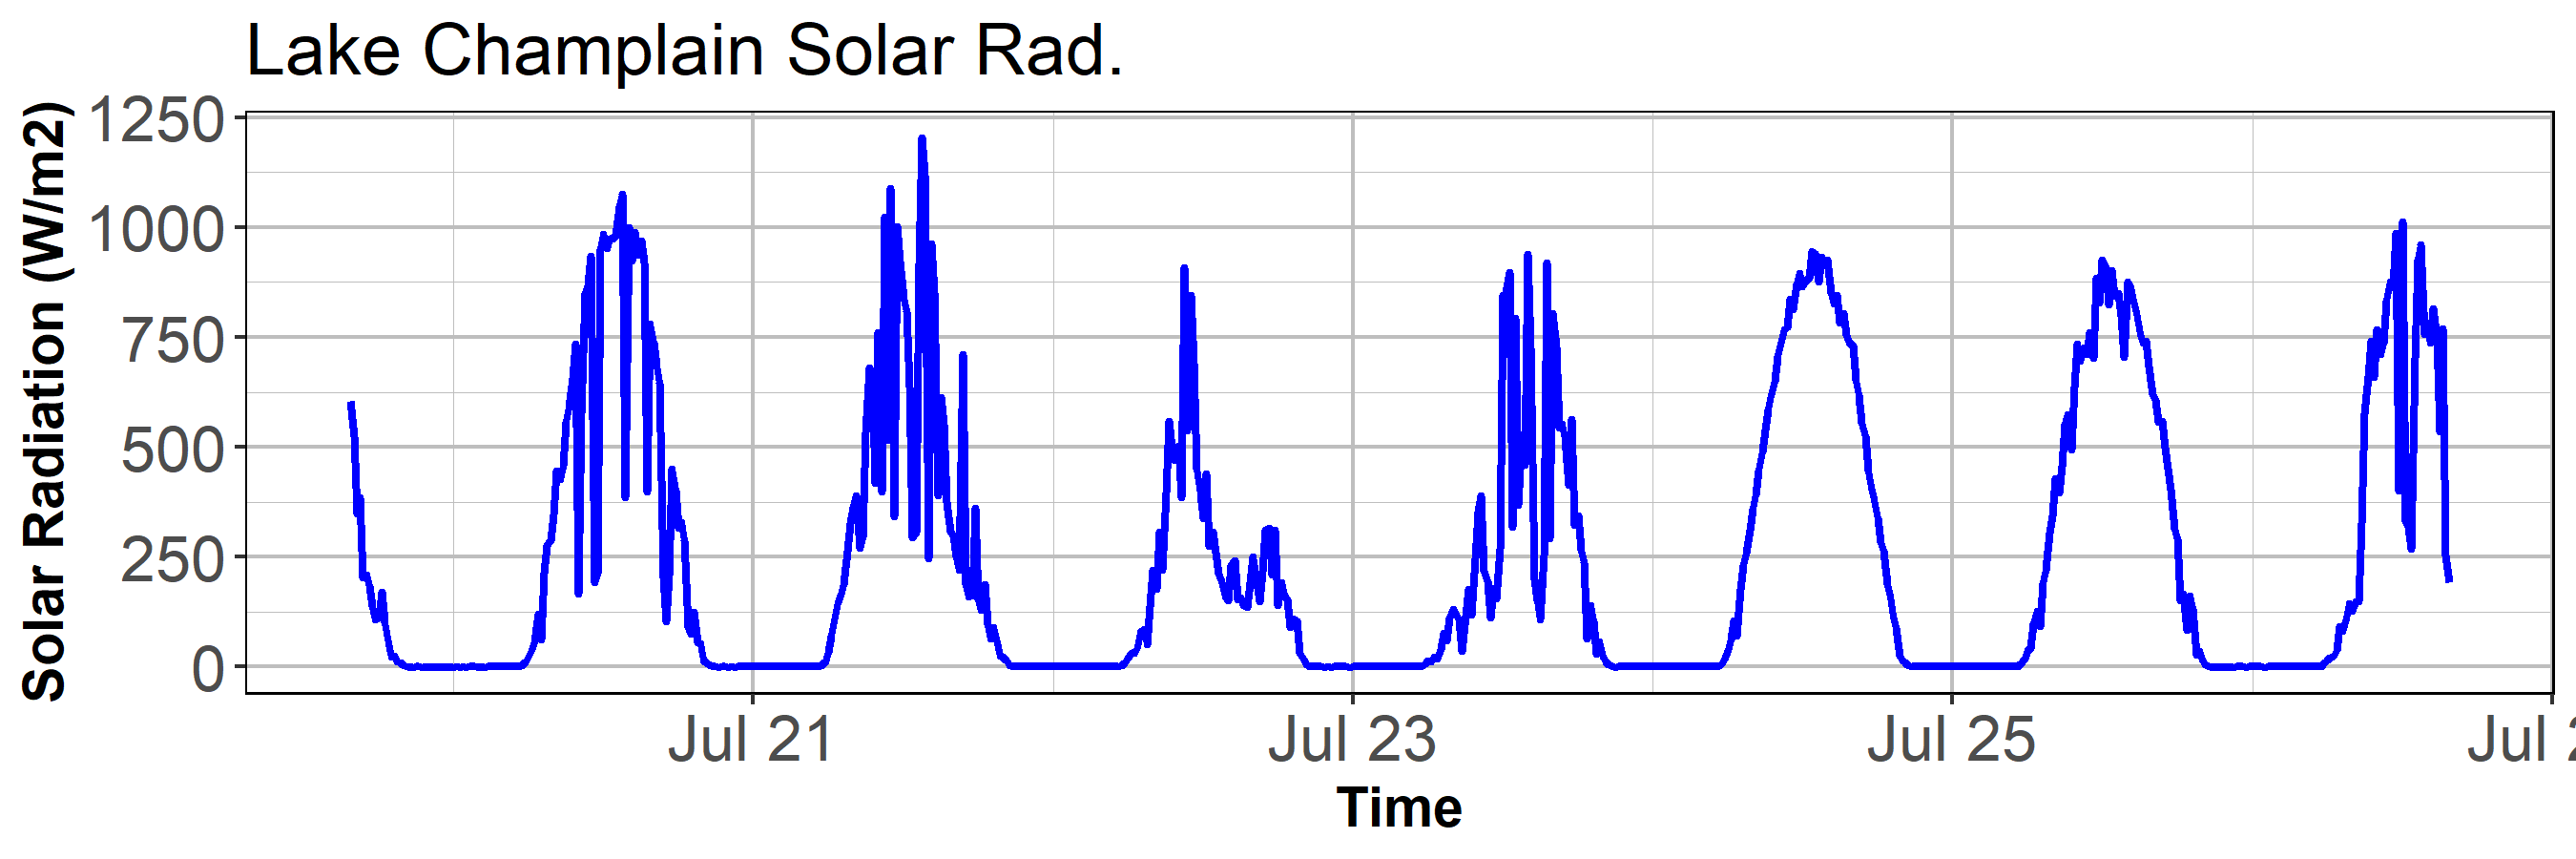 Lake Champlain Solar Rad.
Solar Radiation (W/m2)
1250
1000
750
500
250
0
Jul 21 Jul 23 Jul 25 Jul
Time